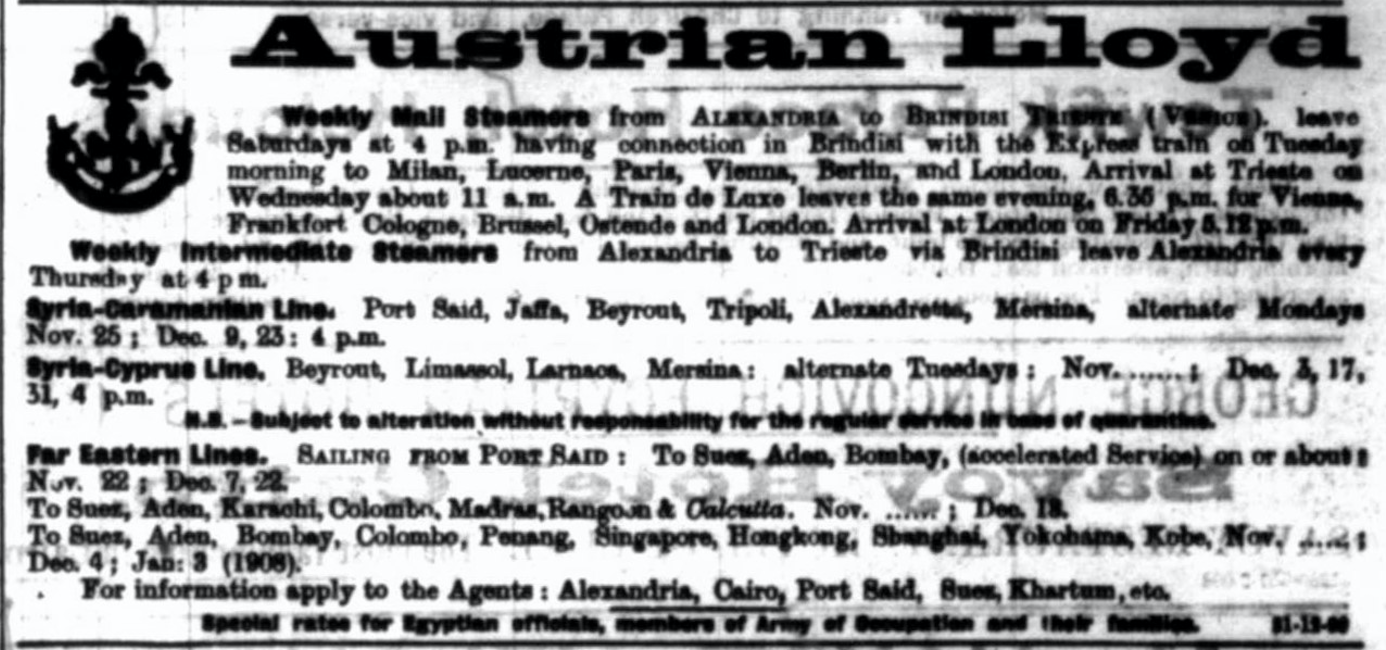 Austrian Lloyd
Weekly Mail Steamers from ALEXANDRIA to BRINDISI TRIESTE (VENICE). leave
Saturdays at 4 p.m. having connection in Brindisi with the Express train on Tuesday
morning to Milan, Lucerne, Paris, Vienna, Berlin, and London. Arrival at Trieste on
Wednesday about 11 a.m. A Train de Luxe leaves the same evening, 6.35 p.m. for Vienna,
Frankfort Cologne, Brussel, Ostende and London. Arrival at London on Friday 5.12 p.m.
Weekly Intermediate Steamers from Alexandria to Trieste via Brindisi leave Alexandria every
Thursday at 4 p m.
Syria-Caramanian Line. Port Said, Jaffa, Beyrout, Tripoli, Alexandretta, Mersina, alternate Mondays
Nov. 25 ; Dec. 9, 23 : 4 p.m.
Syria-Cyprus Line. Beyrout, Limassol, Larnaca, Mersina : alternate Tuesdays ; Nov. ...... ; Dec. 3, 17,
31, 4 p.m.
N.B. – Subject to alteration without responsability for the regular service in case of quarantine.
Far Eastern Lines. SAILING FROM PORT SAID : To Suez, Aden, Bombay, (accelerated Service) on or about :
Nov. 22 ; Dec. 7, 22.
To Suez, Aden, Karachi, Colombo, Madras, Rangoon & Calcutta. Nov. ...... ; Dec. 18.
To Suez, Aden, Bombay, Colombo, Penang, Singapore, Hongkong, Shanghai, Yokohama, Kobe, Nov. ...... ;
Dec. 4 ; Jan: 3 (1908).
For information apply to the Agents : Alexandria, Cairo, Port Said, Suez, Khartum, etc.
Special rates for Egyptian officials, members of Army of Occupation and their families.